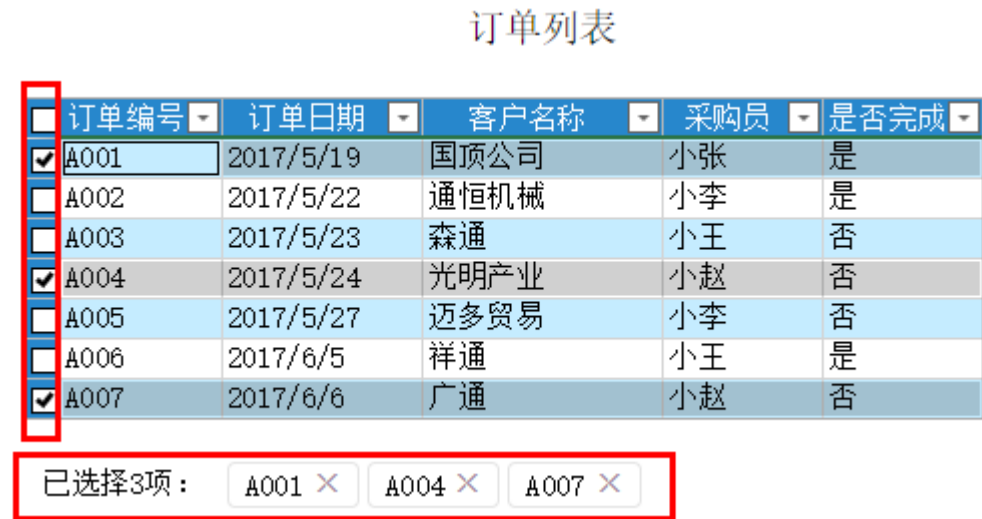 订单列表
订单编号 订单日期 客户名称 采购员 是否完成
A001 2017/5/19 国顶公司 小张 是
A002 2017/5/22 通恒机械 小李 是
A003 2017/5/23 森通 小王 否
A004 2017/5/24 光明产业 小赵 否
A005 2017/5/27 迈多贸易 小李 否
A006 2017/6/5 祥通 小王 是
A007 2017/6/6 广通 小赵 否
已选择3项： A001 × A004 × A007 ×